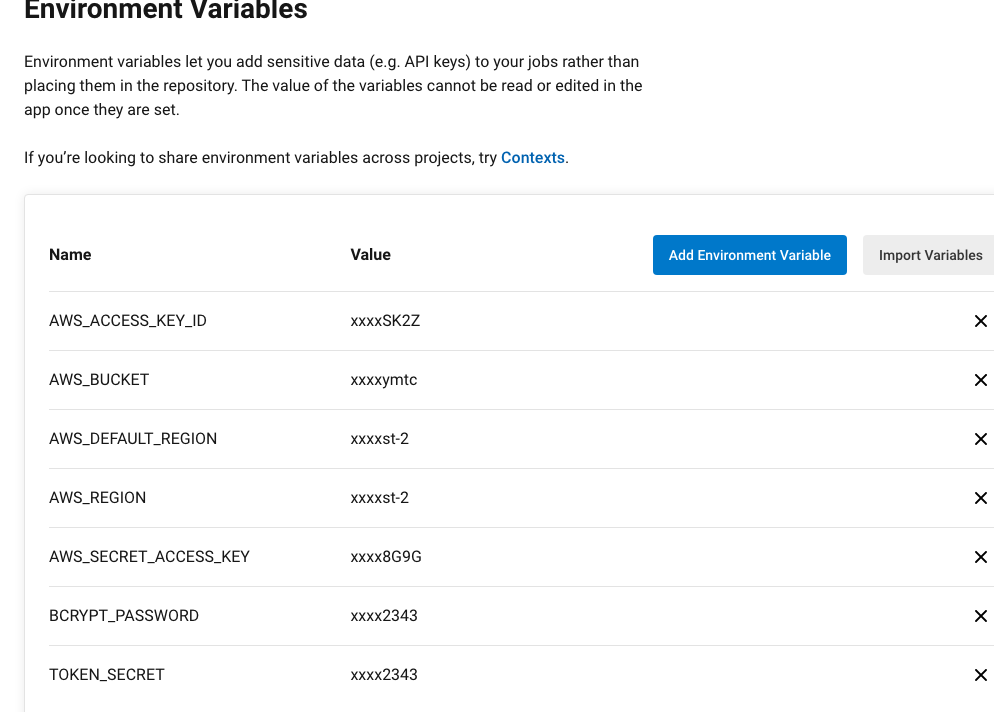 Environment Variables
Environment variables let you add sensitive data (e.g. API keys) to your jobs rather than
placing them in the repository. The value of the variables cannot be read or edited in the
app once they are set.
If you’re looking to share environment variables across projects, try Contexts.
Name Value Add Environment Variable Import Variables
AWS_ACCESS_KEY_ID xxxxSK2Z
AWS_BUCKET xxxxymtc
AWS_DEFAULT_REGION xxxxst-2
AWS_REGION xxxxst-2
AWS_SECRET_ACCESS_KEY xxxx8G9G
BCRYPT_PASSWORD xxxx2343
TOKEN_SECRET xxxx2343